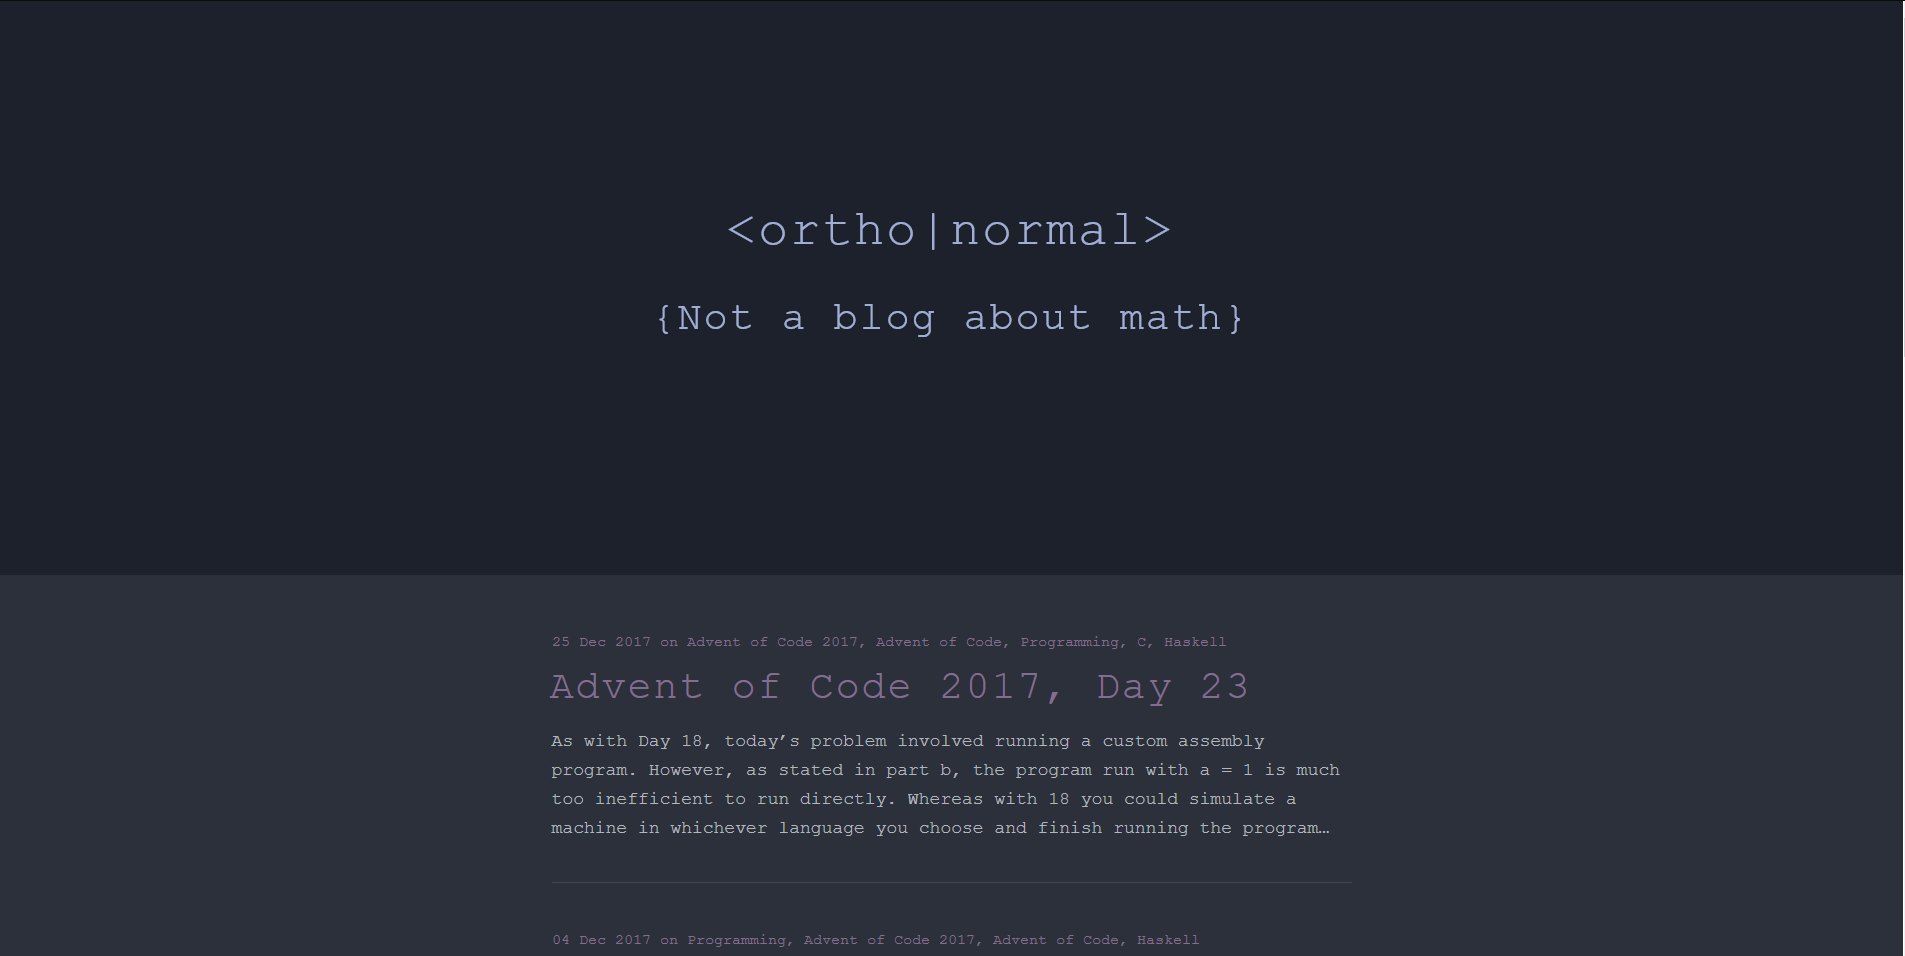 <ortho|normal>
{Not a blog about math}
25 Dec 2017 on Advent of Code 2017, Advent of Code, Programming, C, Haskell
Advent of Code 2017, Day 23
As with Day 18, today’s problem involved running a custom assembly
program. However, as stated in part b, the program run with a = 1 is much
too inefficient to run directly. Whereas with 18 you could simulate a
machine in whichever language you choose and finish running the program…
04 Dec 2017 on Programming, Advent of Code 2017, Advent of Code, Haskell